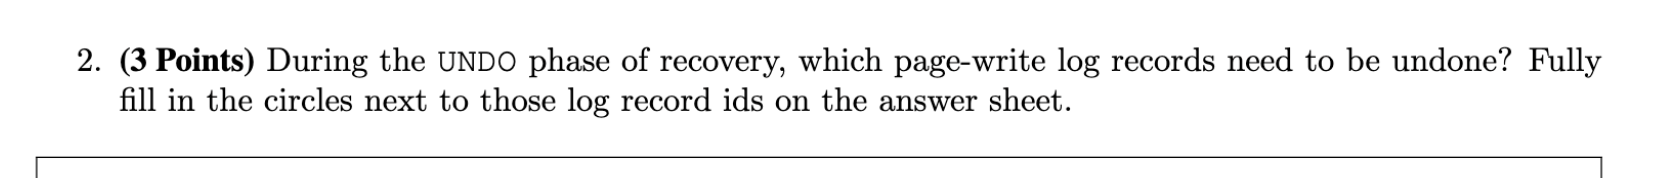 2. (3 Points) During the UNDO phase of recovery, which page-write log records need to be undone? Fully
fill in the circles next to those log record ids on the answer sheet.